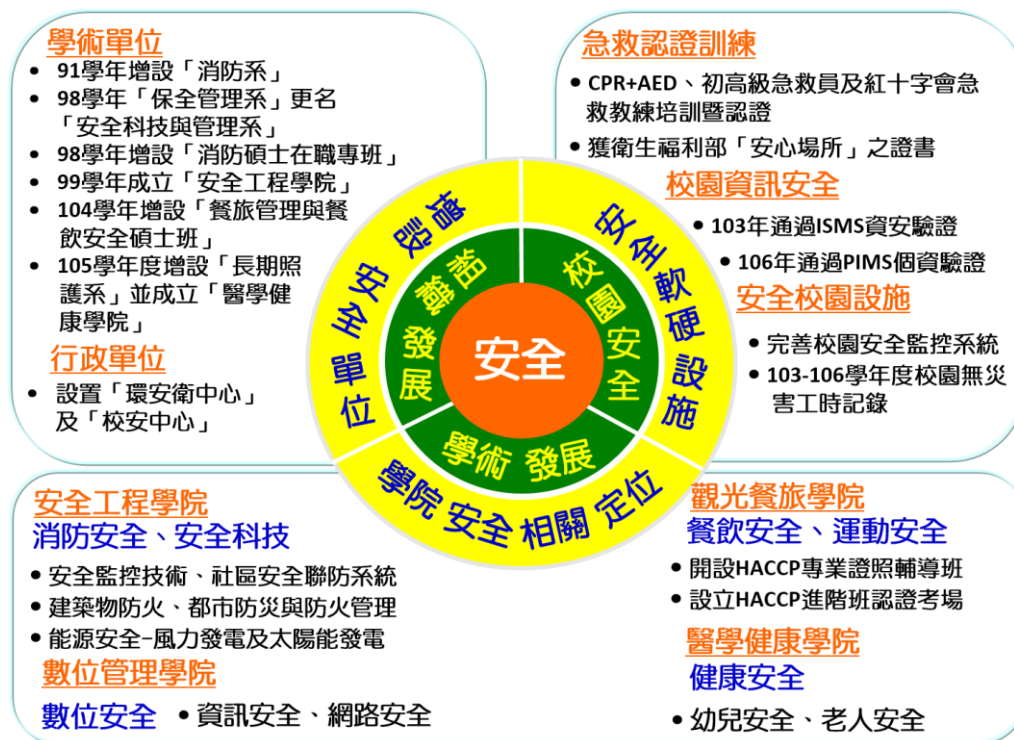 學術單位
• 91學年增設「消防系」
• 98學年「保全管理系」更名
「安全科技與管理系」
• 98學年增設「消防碩士在職專班」
• 99學年成立「安全工程學院」
• 104學年增設「餐旅管理與餐
飲安全碩士班」
• 105學年度增設「長期照
護系」並成立「醫學健
康學院」
行政單位
• 設置「環安衛中心」
及「校安中心」
急救認證訓練
• CPR+AED、初高級急救員及紅十字會急
救教練培訓暨認證
• 獲衛生福利部「安心場所」之證書
校園資訊安全
• 103年通過ISMS資安驗證
• 106年通過PIMS個資驗證
安全校園設施
• 完善校園安全監控系統
• 103-106學年度校園無災
害工時記錄
增設安全單位
安全軟硬設施
學院安全相關定位
組織發展
校園安全
學術發展
安全
安全工程學院
消防安全、安全科技
• 安全監控技術、社區安全聯防系統
• 建築物防火、都市防災與防火管理
• 能源安全-風力發電及太陽能發電
數位管理學院
數位安全 • 資訊安全、網路安全
觀光餐旅學院
餐飲安全、運動安全
• 開設HACCP專業證照輔導班
• 設立HACCP進階班認證考場
醫學健康學院
健康安全
• 幼兒安全、老人安全